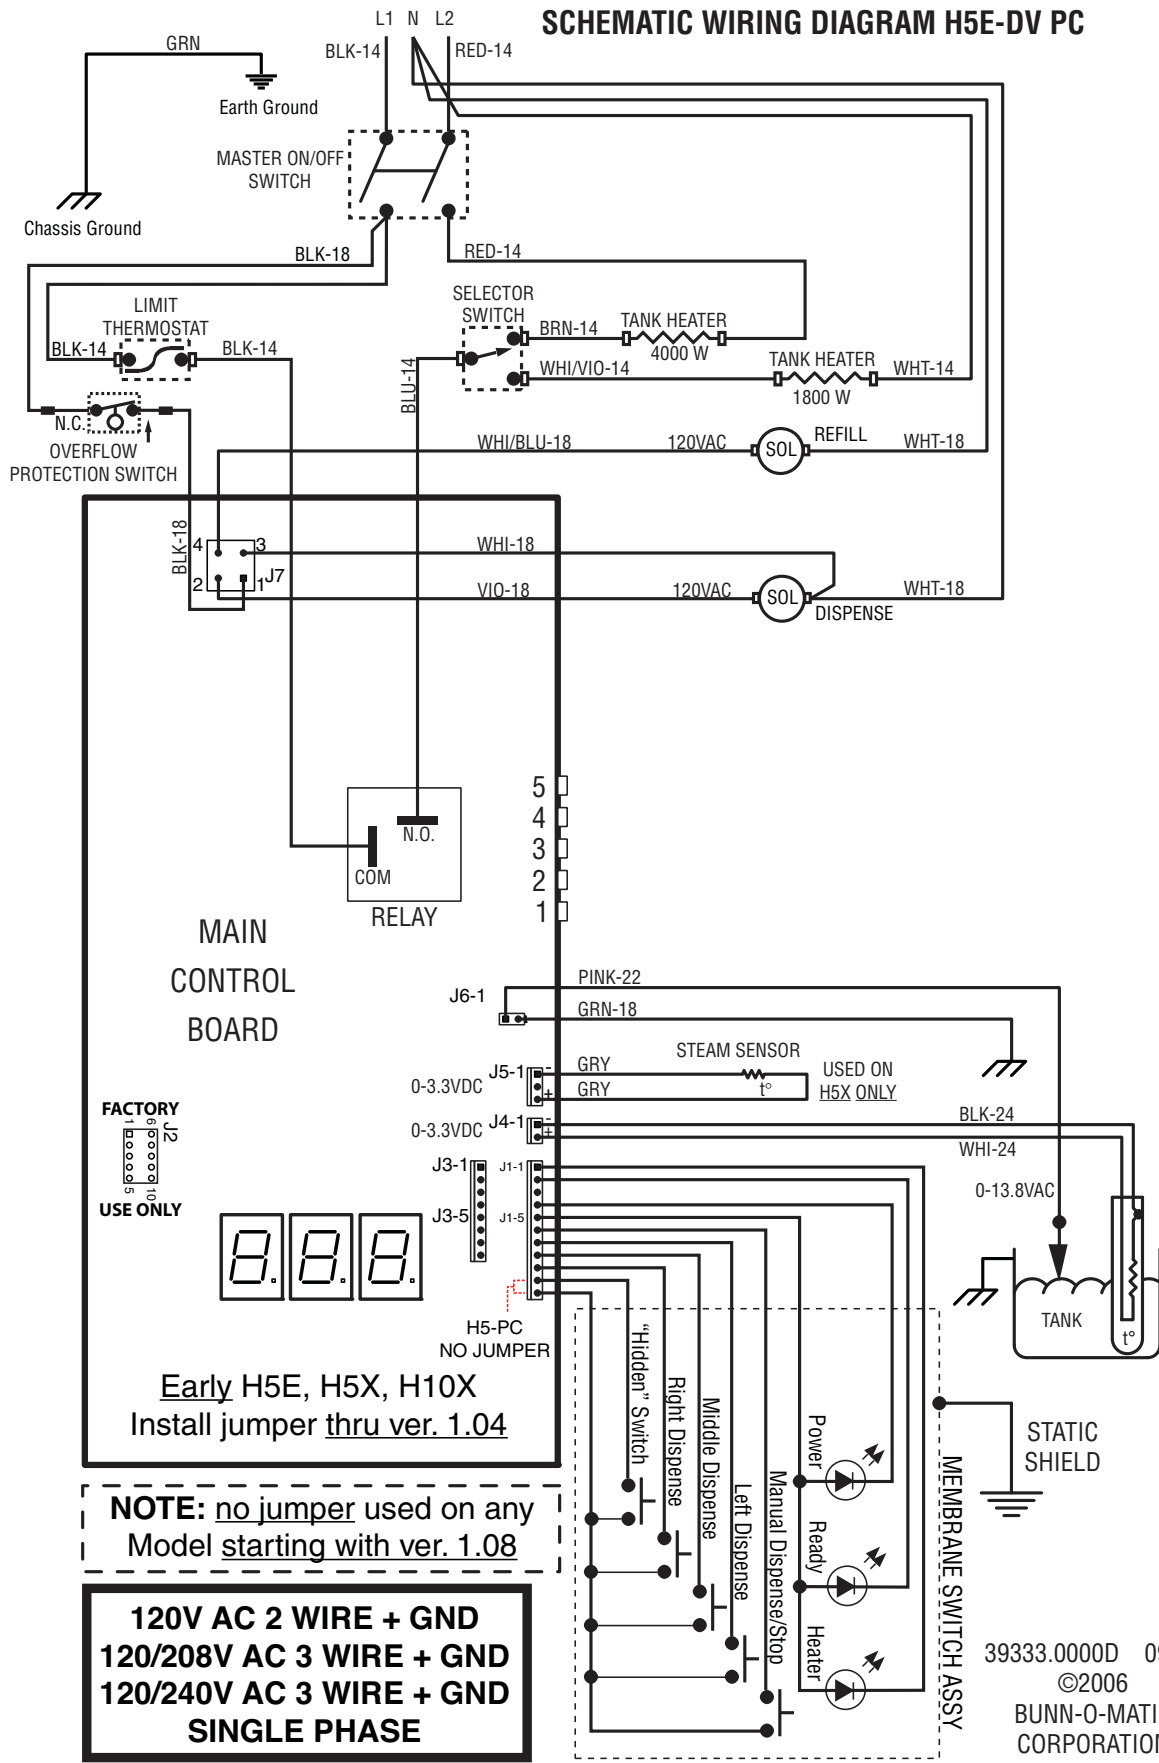 SCHEMATIC WIRING DIAGRAM H5E-DV PC
L1 N L2
GRN
BLK-14
RED-14
Earth Ground
MASTER ON/OFF
SWITCH
Chassis Ground
BLK-18
RED-14
LIMIT
THERMOSTAT
SELECTOR
SWITCH
BRN-14
TANK HEATER
4000 W
BLK-14
BLK-14
BLU-14
WHI/VIO-14
TANK HEATER
1800 W
WHT-14
N.C.
OVERFLOW
PROTECTION SWITCH
WHI/BLU-18
120VAC
SOL
REFILL
WHT-18
BLK-18
4
3
2
1
J7
WHI-18
VIO-18
120VAC
SOL
WHT-18
DISPENSE
5
4
3
2
1
N.O.
COM
RELAY
MAIN
CONTROL
BOARD
J6-1
PINK-22
GRN-18
J5-1
0-3.3VDC
-
+
GRY
GRY
STEAM SENSOR
t°
USED ON
H5X ONLY
J4-1
0-3.3VDC
-
+
BLK-24
WHI-24
FACTORY
1
6
J2
5
10
USE ONLY
J3-1
J1-1
J3-5
J1-5
0-13.8VAC
8.8.8.
TANK
t°
H5-PC
NO JUMPER
Early H5E, H5X, H10X
Install jumper thru ver. 1.04
"Hidden" Switch
Right Dispense
Middle Dispense
Left Dispense
Manual Dispense/Stop
Power
Ready
Heater
MEMBRANE SWITCH ASSY
STATIC
SHIELD
NOTE: no jumper used on any
Model starting with ver. 1.08
120V AC 2 WIRE + GND
120/208V AC 3 WIRE + GND
120/240V AC 3 WIRE + GND
SINGLE PHASE
39333.0000D
©2006
BUNN-O-MATI
CORPORATION